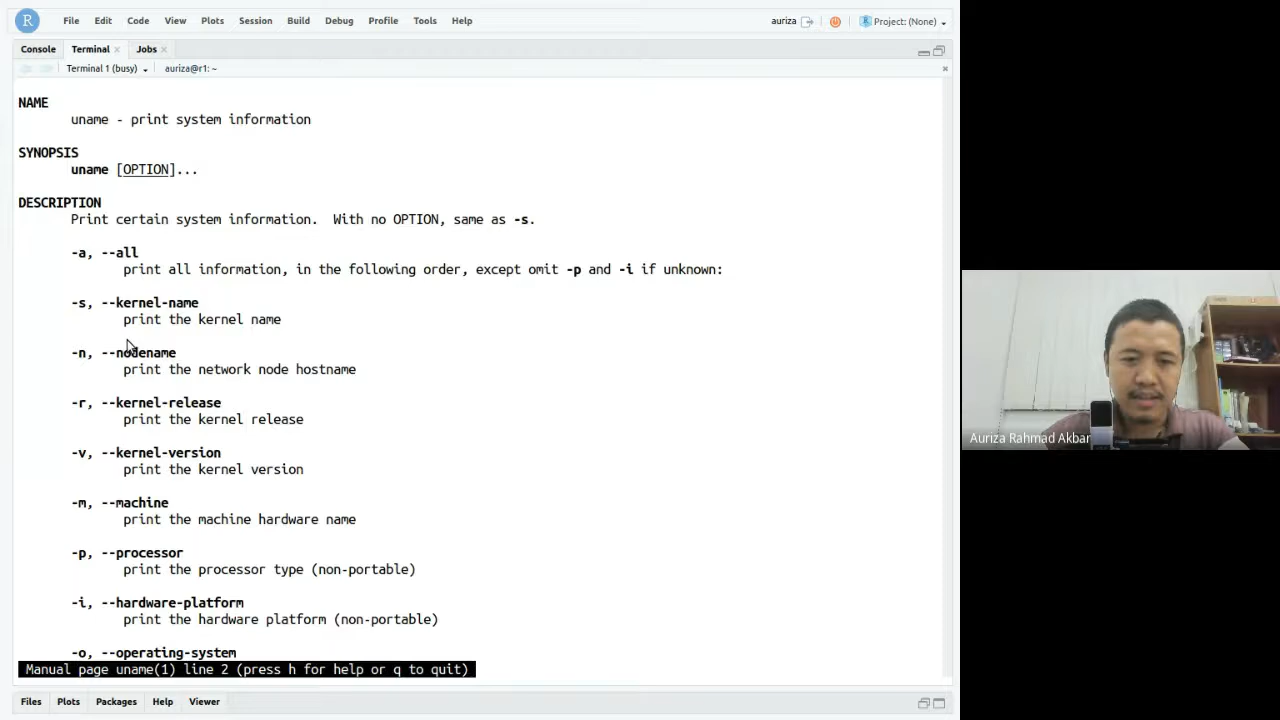 R File Edit Code View Plots Session Build Debug Profile Tools Help auriza R Project: (None)
Console Terminal Jobs
Terminal 1 (busy) auriza@r1: ~
NAME
uname - print system information
SYNOPSIS
uname [OPTION]...
DESCRIPTION
Print certain system information. With no OPTION, same as -s.
-a, --all
print all information, in the following order, except omit -p and -i if unknown:
-s, --kernel-name
print the kernel name
-n, --nodename
print the network node hostname
-r, --kernel-release
print the kernel release
-v, --kernel-version
print the kernel version
-m, --machine
print the machine hardware name
-p, --processor
print the processor type (non-portable)
-i, --hardware-platform
print the hardware platform (non-portable)
-o, --operating-system
Manual page uname(1) line 2 (press h for help or q to quit)
Files Plots Packages Help Viewer
Auriza Rahmad Akbar